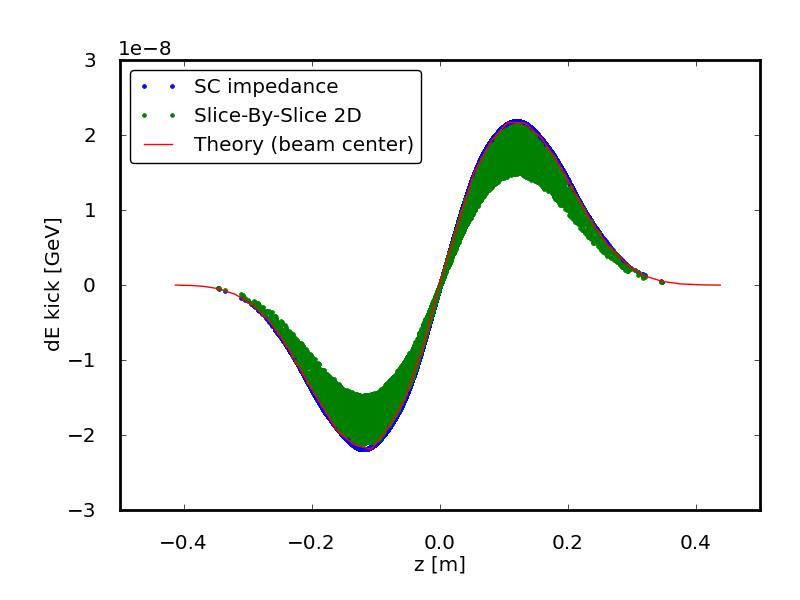 1e−8
3
2
1
0
−1
−2
−3
dE kick [GeV]
SC impedance
Slice-By-Slice 2D
Theory (beam center)
−0.4
−0.2
0.0
0.2
0.4
z [m]